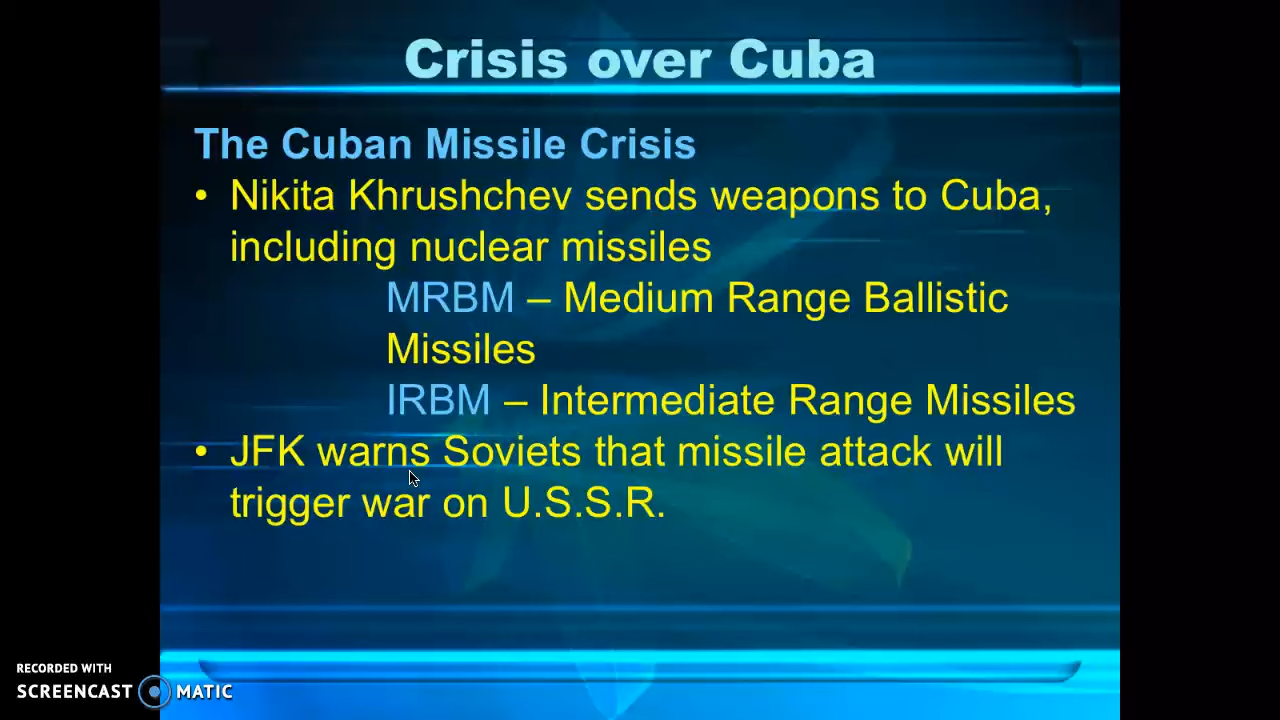 Crisis over Cuba
The Cuban Missile Crisis
• Nikita Khrushchev sends weapons to Cuba,
including nuclear missiles
MRBM – Medium Range Ballistic
Missiles
IRBM – Intermediate Range Missiles
• JFK warns Soviets that missile attack will
trigger war on U.S.S.R.
RECORDED WITH
SCREENCAST MATIC